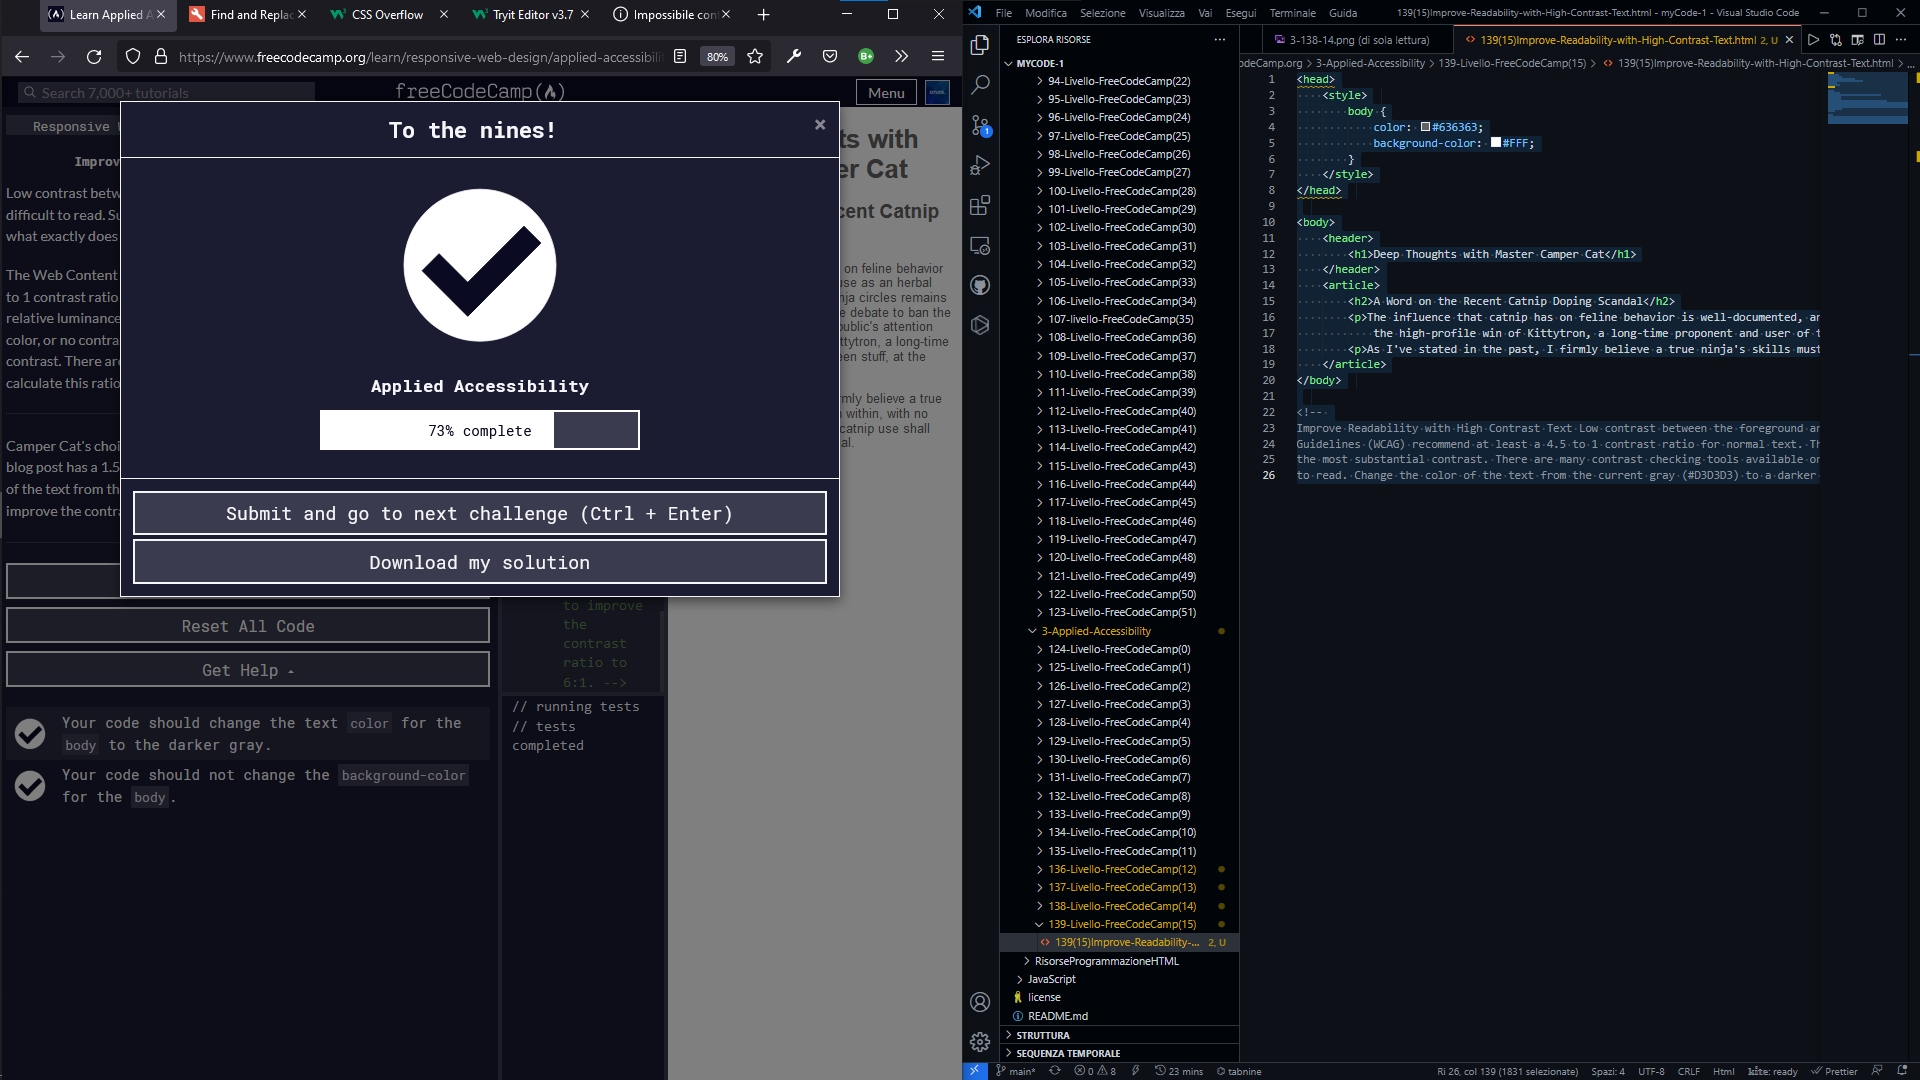 Learn Applied A
Find and Replac
CSS Overflow
Tryit Editor v3.7
Impossibile con
https://www.freecodecamp.org/learn/responsive-web-design/applied-accessibili
80%
Search 7,000+ tutorials
freeCodeCamp
Menu
Responsive
Improv
Low contrast betw
difficult to read. Su
what exactly does
The Web Content
to 1 contrast ratio
relative luminance
color, or no contra
contrast. There are
calculate this ratio
Camper Cat's choi
blog post has a 1.5
of the text from th
improve the contra
To the nines!
Applied Accessibility
73% complete
Submit and go to next challenge (Ctrl + Enter)
Download my solution
ts with
er Cat
cent Catnip
on feline behavior
use as an herbal
nja circles remains
e debate to ban the
public's attention
ttytron, a long-time
een stuff, at the
rmly believe a true
within, with no
catnip use shall
al.
Reset All Code
Get Help
Your code should change the text color for the
body to the darker gray.
Your code should not change the background-color
for the body.
to improve
the
contrast
ratio to
6:1. -->
// running tests
// tests
completed
File Modifica Selezione Visualizza Vai Esegui Terminale Guida
139(15)Improve-Readability-with-High-Contrast-Text.html - myCode-1 - Visual Studio Code
ESPLORA RISORSE
MYCODE-1
94-Livello-FreeCodeCamp(22)
95-Livello-FreeCodeCamp(23)
96-Livello-FreeCodeCamp(24)
97-Livello-FreeCodeCamp(25)
98-Livello-FreeCodeCamp(26)
99-Livello-FreeCodeCamp(27)
100-Livello-FreeCodeCamp(28)
101-Livello-FreeCodeCamp(29)
102-Livello-FreeCodeCamp(30)
103-Livello-FreeCodeCamp(31)
104-Livello-FreeCodeCamp(32)
105-Livello-FreeCodeCamp(33)
106-Livello-FreeCodeCamp(34)
107-livello-FreeCodeCamp(35)
108-Livello-FreeCodeCamp(36)
109-Livello-FreeCodeCamp(37)
110-Livello-FreeCodeCamp(38)
111-Livello-FreeCodeCamp(39)
112-Livello-FreeCodeCamp(40)
113-Livello-FreeCodeCamp(41)
114-Livello-FreeCodeCamp(42)
115-Livello-FreeCodeCamp(43)
116-Livello-FreeCodeCamp(44)
117-Livello-FreeCodeCamp(45)
118-Livello-FreeCodeCamp(46)
119-Livello-FreeCodeCamp(47)
120-Livello-FreeCodeCamp(48)
121-Livello-FreeCodeCamp(49)
122-Livello-FreeCodeCamp(50)
123-Livello-FreeCodeCamp(51)
3-Applied-Accessibility
124-Livello-FreeCodeCamp(0)
125-Livello-FreeCodeCamp(1)
126-Livello-FreeCodeCamp(2)
127-Livello-FreeCodeCamp(3)
128-Livello-FreeCodeCamp(4)
129-Livello-FreeCodeCamp(5)
130-Livello-FreeCodeCamp(6)
131-Livello-FreeCodeCamp(7)
132-Livello-FreeCodeCamp(8)
133-Livello-FreeCodeCamp(9)
134-Livello-FreeCodeCamp(10)
135-Livello-FreeCodeCamp(11)
136-Livello-FreeCodeCamp(12)
137-Livello-FreeCodeCamp(13)
138-Livello-FreeCodeCamp(14)
139-Livello-FreeCodeCamp(15)
139(15)Improve-Readability-... 2, U
RisorseProgrammazioneHTML
JavaScript
license
README.md
STRUTTURA
SEQUENZA TEMPORALE
3-138-14.png (di sola lettura)
139(15)Improve-Readability-with-High-Contrast-Text.html 2, U
odeCamp.org > 3-Applied-Accessibility > 139-Livello-FreeCodeCamp(15) > 139(15)Improve-Readability-with-High-Contrast-Text.html > ...
1 <head>
2 <style>
3 body {
4 color: #636363;
5 background-color: #FFF;
6 }
7 </style>
8 </head>
9
10 <body>
11 <header>
12 <h1>Deep Thoughts with Master Camper Cat</h1>
13 </header>
14 <article>
15 <h2>A Word on the Recent Catnip Doping Scandal</h2>
16 <p>The influence that catnip has on feline behavior is well-documented, an
17 the high-profile win of Kittytron, a long-time proponent and user of t
18 <p>As I've stated in the past, I firmly believe a true ninja's skills must
19 </article>
20 </body>
21
22 <!--
23 Improve Readability with High Contrast Text Low contrast between the foreground an
24 Guidelines (WCAG) recommend at least a 4.5 to 1 contrast ratio for normal text. Th
25 the most substantial contrast. There are many contrast checking tools available on
26 to read. Change the color of the text from the current gray (#D3D3D3) to a darker
main* 0 8 23 mins tabnine
Ri 26, col 139 (1831 selezionate) Spazi: 4 UTF-8 CRLF Html kite: ready Prettier